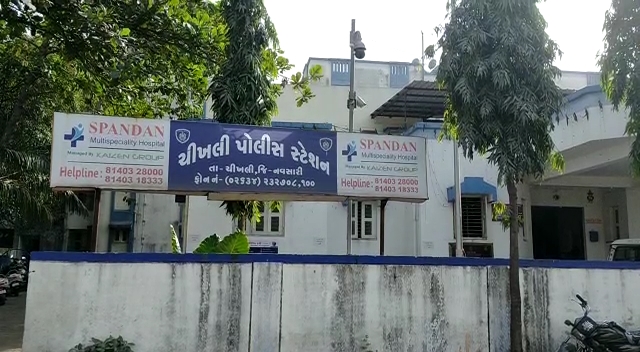 SPANDAN
Multispeciality Hospital
Managed By KAIZEN GROUP
Helpline: 81403 28000
81403 18333
ચીખલી પોલીસ સ્ટેશન
તા- ચીખલી, જિ- નવસારી
ફોન નં- (૦૨૬૩૪) ૨૩૨૭૦૮, ૧૦૦
SPANDAN
Multispeciality Hospital
Managed By KAIZEN GROUP
Helpline: 81403 28000
81403 18333